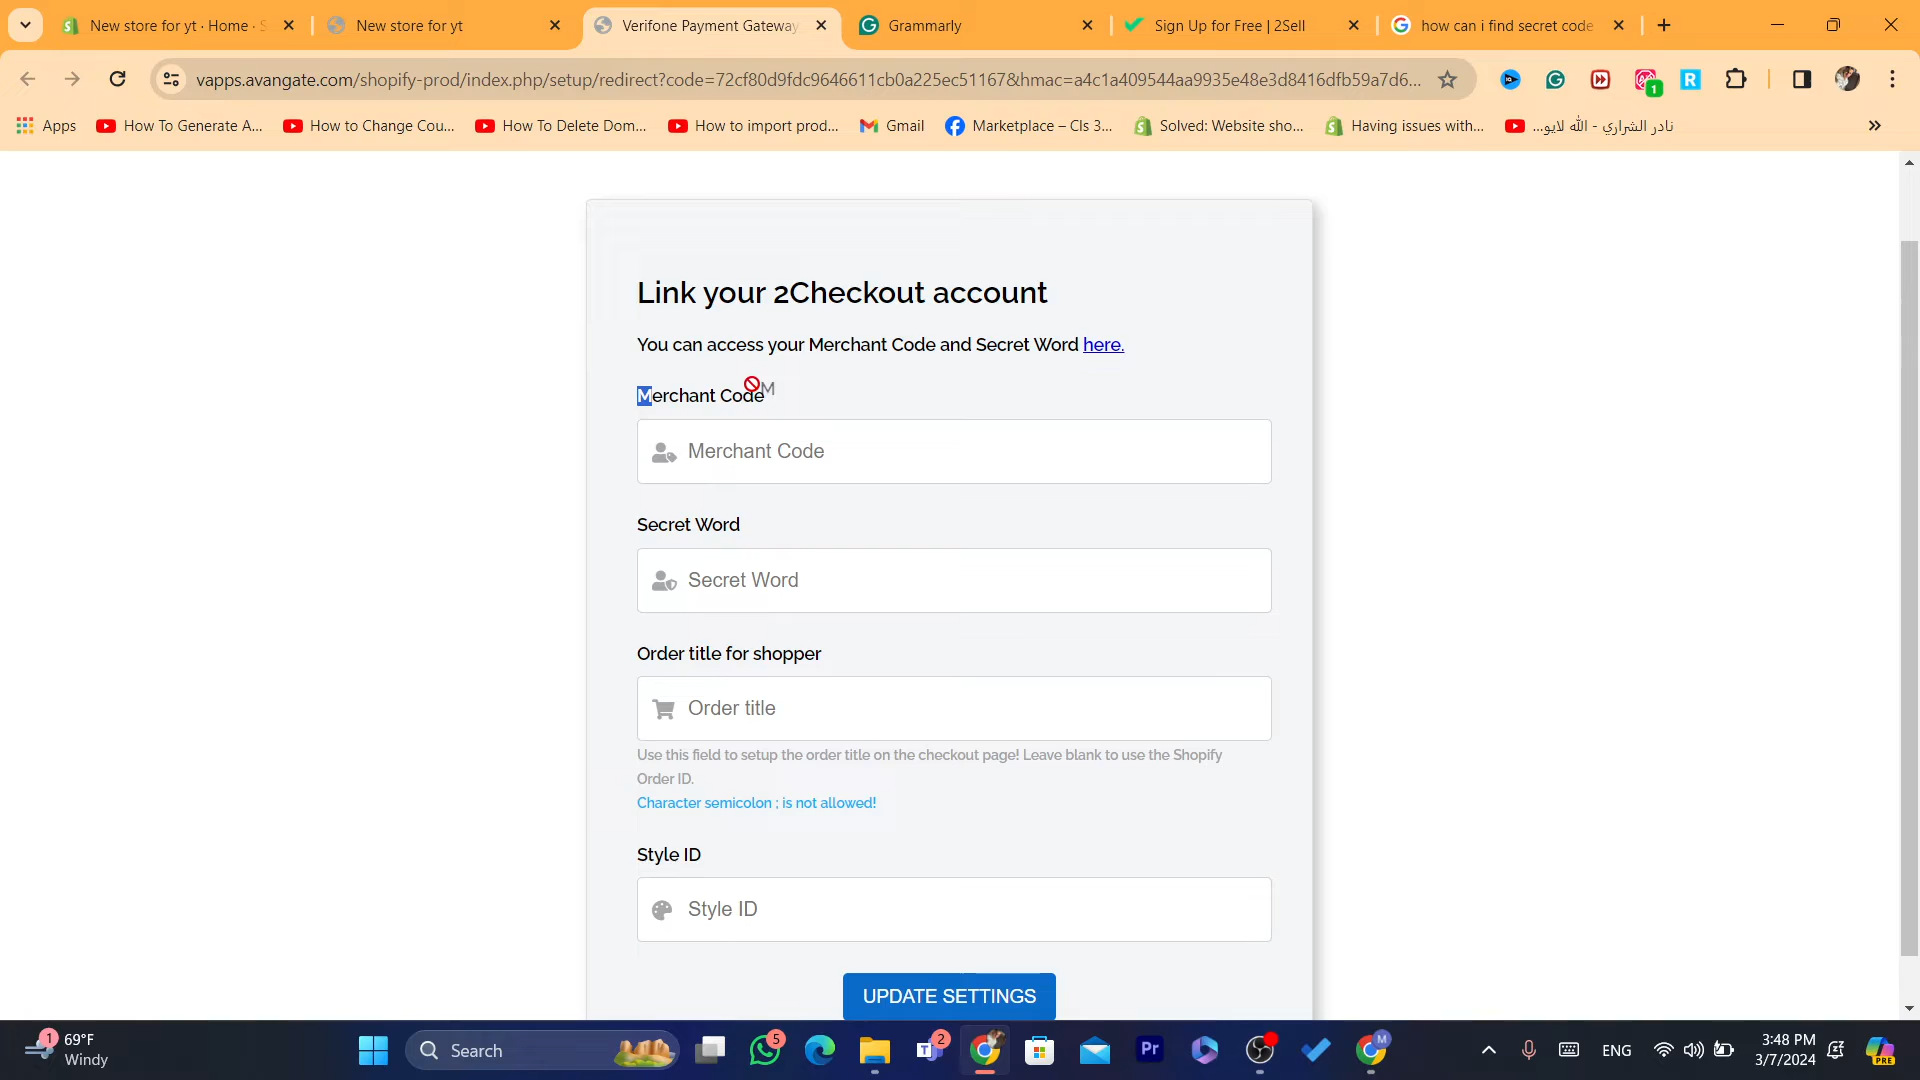 New store for yt · Home · S
New store for yt
Verifone Payment Gateway
Grammarly
Sign Up for Free | 2Sell
how can i find secret code
vapps.avangate.com/shopify-prod/index.php/setup/redirect?code=72cf80d9fdc9646611cb0a225ec51167&hmac=a4c1a409544aa9935e48e3d8416dfb59a7d6...
1
Apps
How To Generate A...
How to Change Cou...
How To Delete Dom...
How to import prod...
Gmail
Marketplace – Cls 3...
Solved: Website sho...
Having issues with...
نادر الشراري - الله لايو...
Link your 2Checkout account
You can access your Merchant Code and Secret Word here.
Merchant Code
M
Merchant Code
Secret Word
Secret Word
Order title for shopper
Order title
Use this field to setup the order title on the checkout page! Leave blank to use the Shopify
Order ID.
Character semicolon ; is not allowed!
Style ID
Style ID
UPDATE SETTINGS
1
69°F
Windy
Search
5
2
Pr
M
ENG
3:48 PM
3/7/2024
PRE